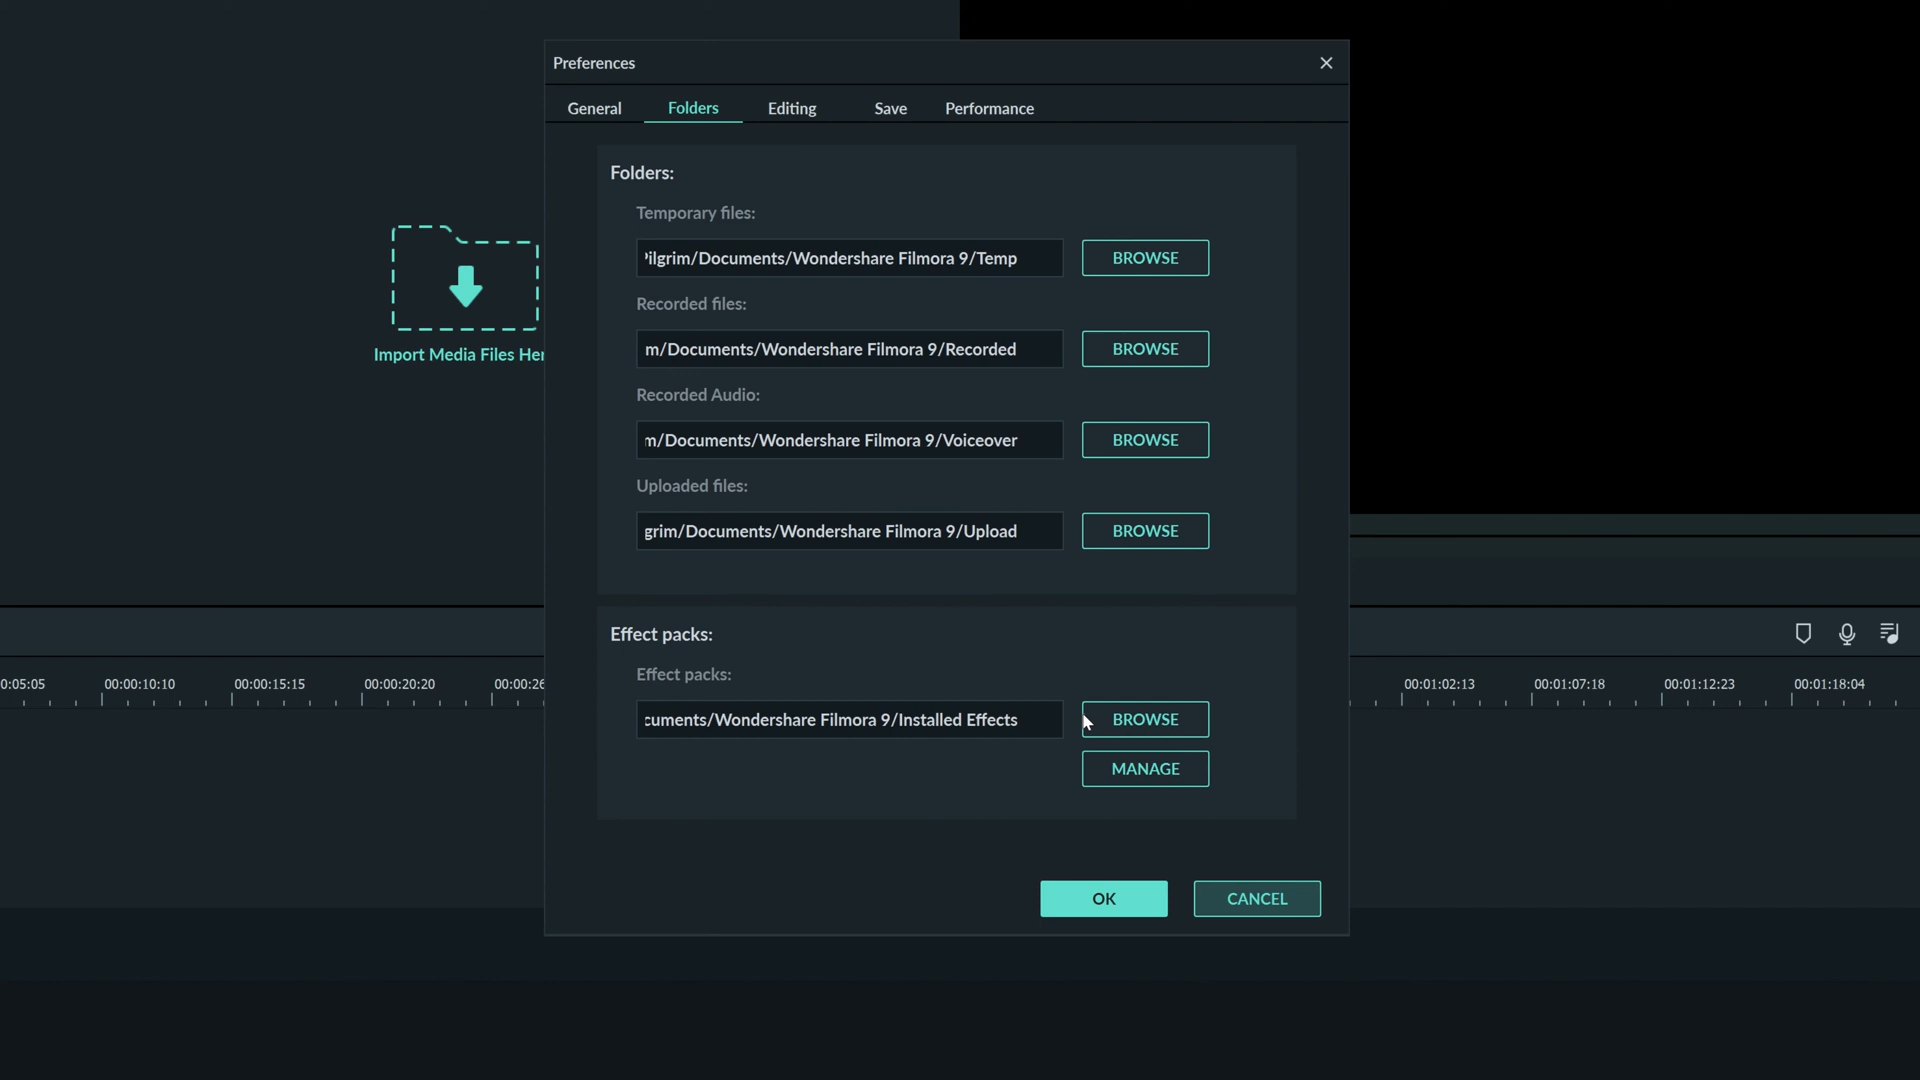 Preferences
General Folders Editing Save Performance
Folders:
Temporary files:
Pilgrim/Documents/Wondershare Filmora 9/Temp BROWSE
Recorded files:
m/Documents/Wondershare Filmora 9/Recorded BROWSE
Recorded Audio:
m/Documents/Wondershare Filmora 9/Voiceover BROWSE
Uploaded files:
grim/Documents/Wondershare Filmora 9/Upload BROWSE
Import Media Files Her
Effect packs:
Effect packs:
cuments/Wondershare Filmora 9/Installed Effects BROWSE
MANAGE
OK CANCEL
0:05:05 00:00:10:10 00:00:15:15 00:00:20:20 00:00:26 00:01:02:13 00:01:07:18 00:01:12:23 00:01:18:04